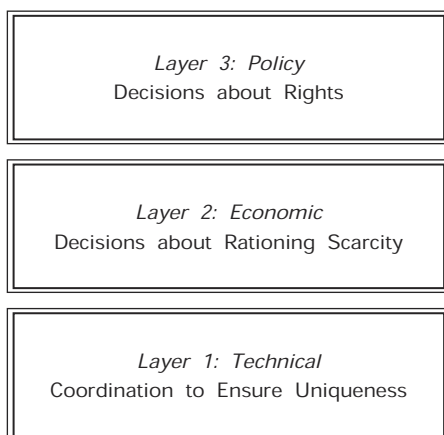 Layer 3: Policy
Decisions about Rights
Layer 2: Economic
Decisions about Rationing Scarcity
Layer 1: Technical
Coordination to Ensure Uniqueness